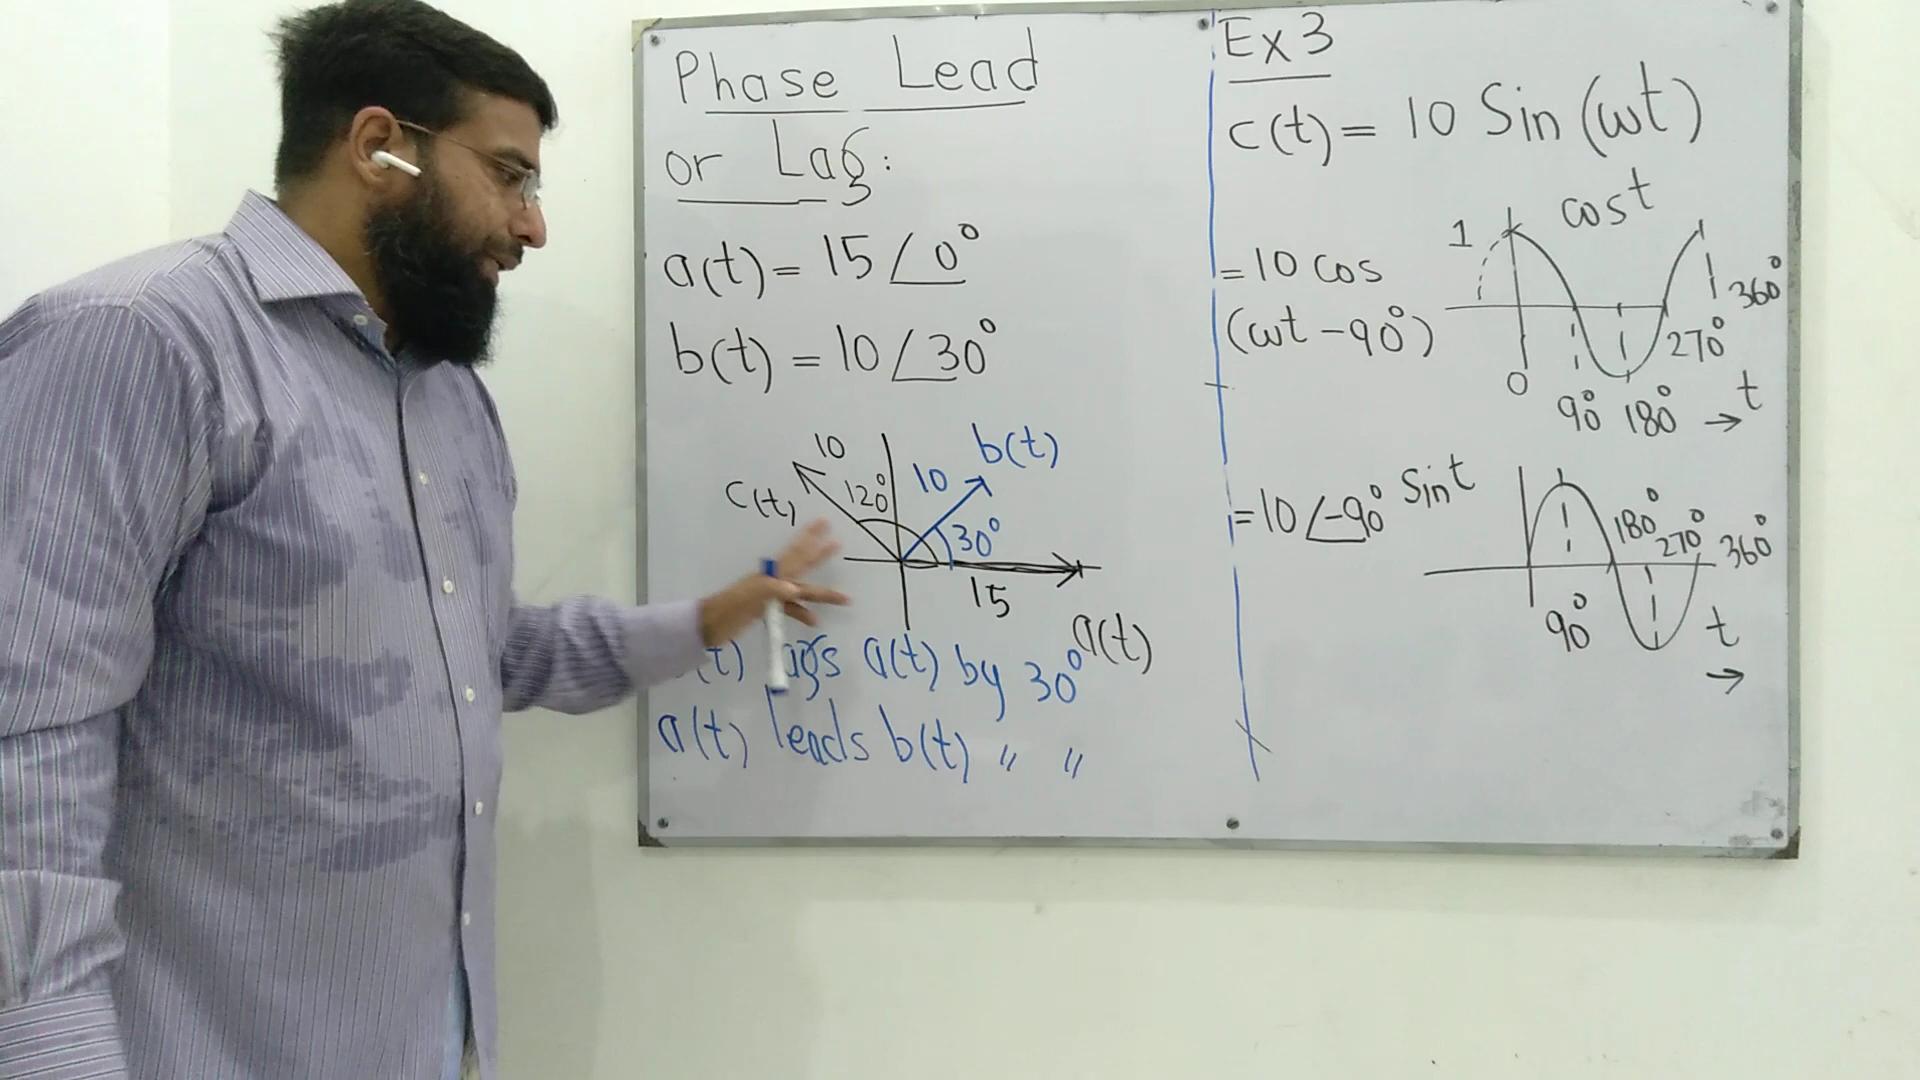 Phase Lead
or Lag:
a(t) = 15∠0°
b(t) = 10∠30°
10
c(t)
120°
10
b(t)
30°
15
a(t)
(t) lags a(t) by 30°
a(t) leads b(t) " "
Ex 3
c(t) = 10 Sin (ωt)
cost
1
= 10 cos
(ωt - 90°)
0
90°
180°
270°
360°
→ t
= 10∠-90°
Sint
90°
180°
270°
360°
t
→